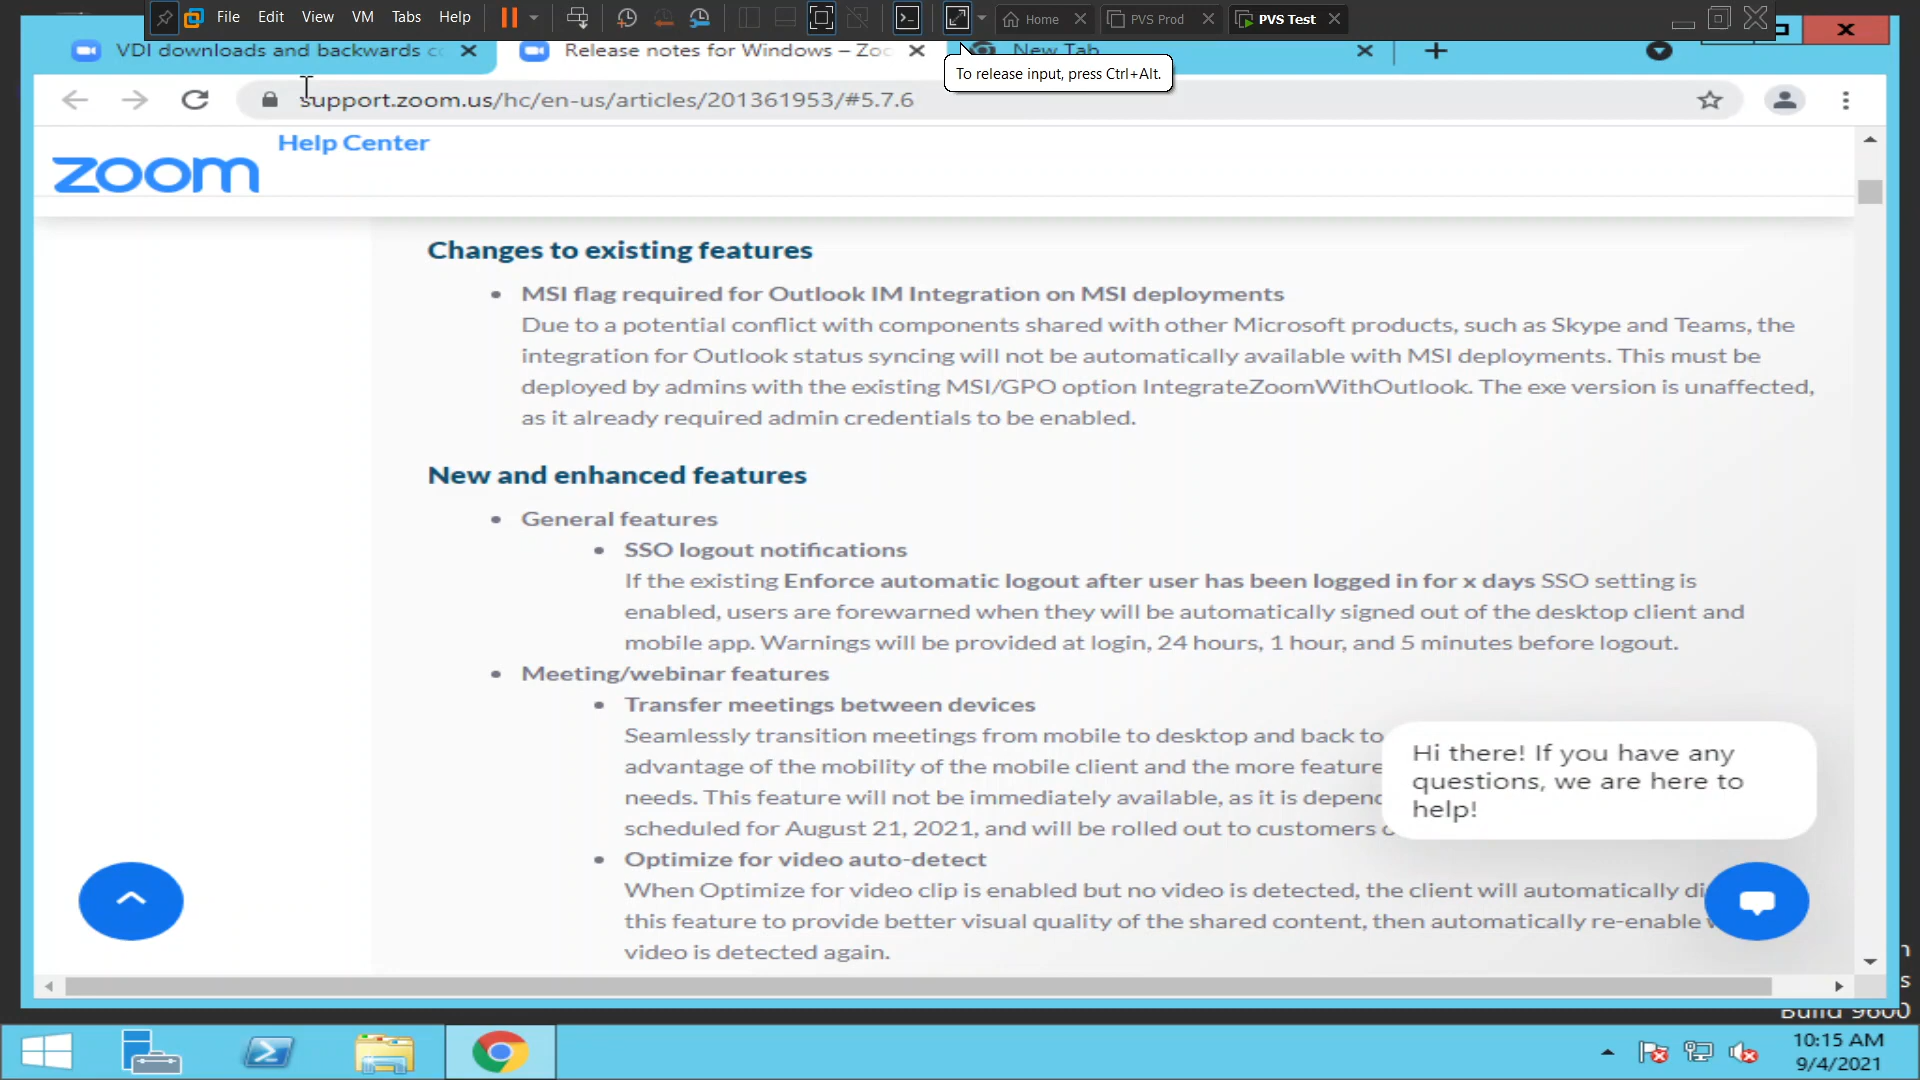 File Edit View VM Tabs Help Home PVS Prod PVS Test
VDI downloads and backwards Release notes for Windows – Zoo New Tab
To release input, press Ctrl+Alt.
support.zoom.us/hc/en-us/articles/201361953/#5.7.6
Help Center
zoom
Changes to existing features
• MSI flag required for Outlook IM Integration on MSI deployments
Due to a potential conflict with components shared with other Microsoft products, such as Skype and Teams, the
integration for Outlook status syncing will not be automatically available with MSI deployments. This must be
deployed by admins with the existing MSI/GPO option IntegrateZoomWithOutlook. The exe version is unaffected,
as it already required admin credentials to be enabled.
New and enhanced features
• General features
• SSO logout notifications
If the existing Enforce automatic logout after user has been logged in for x days SSO setting is
enabled, users are forewarned when they will be automatically signed out of the desktop client and
mobile app. Warnings will be provided at login, 24 hours, 1 hour, and 5 minutes before logout.
• Meeting/webinar features
• Transfer meetings between devices
Seamlessly transition meetings from mobile to desktop and back to
advantage of the mobility of the mobile client and the more feature
needs. This feature will not be immediately available, as it is depend
scheduled for August 21, 2021, and will be rolled out to customers
• Optimize for video auto-detect
When Optimize for video clip is enabled but no video is detected, the client will automatically di
this feature to provide better visual quality of the shared content, then automatically re-enable
video is detected again.
Hi there! If you have any
questions, we are here to
help!
Build 9600
10:15 AM
9/4/2021